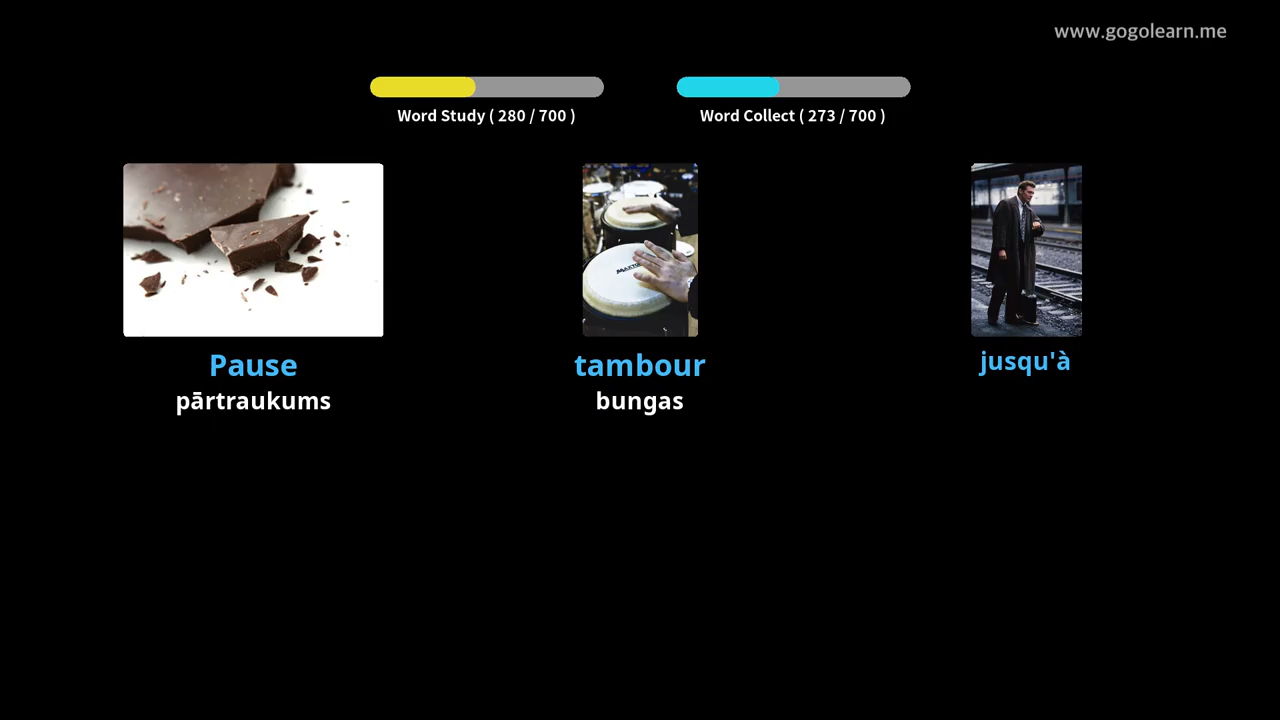 www.gogolearn.me
Word Study ( 280 / 700 )
Word Collect ( 273 / 700 )
Pause
pārtraukums
tambour
bungas
jusqu'à